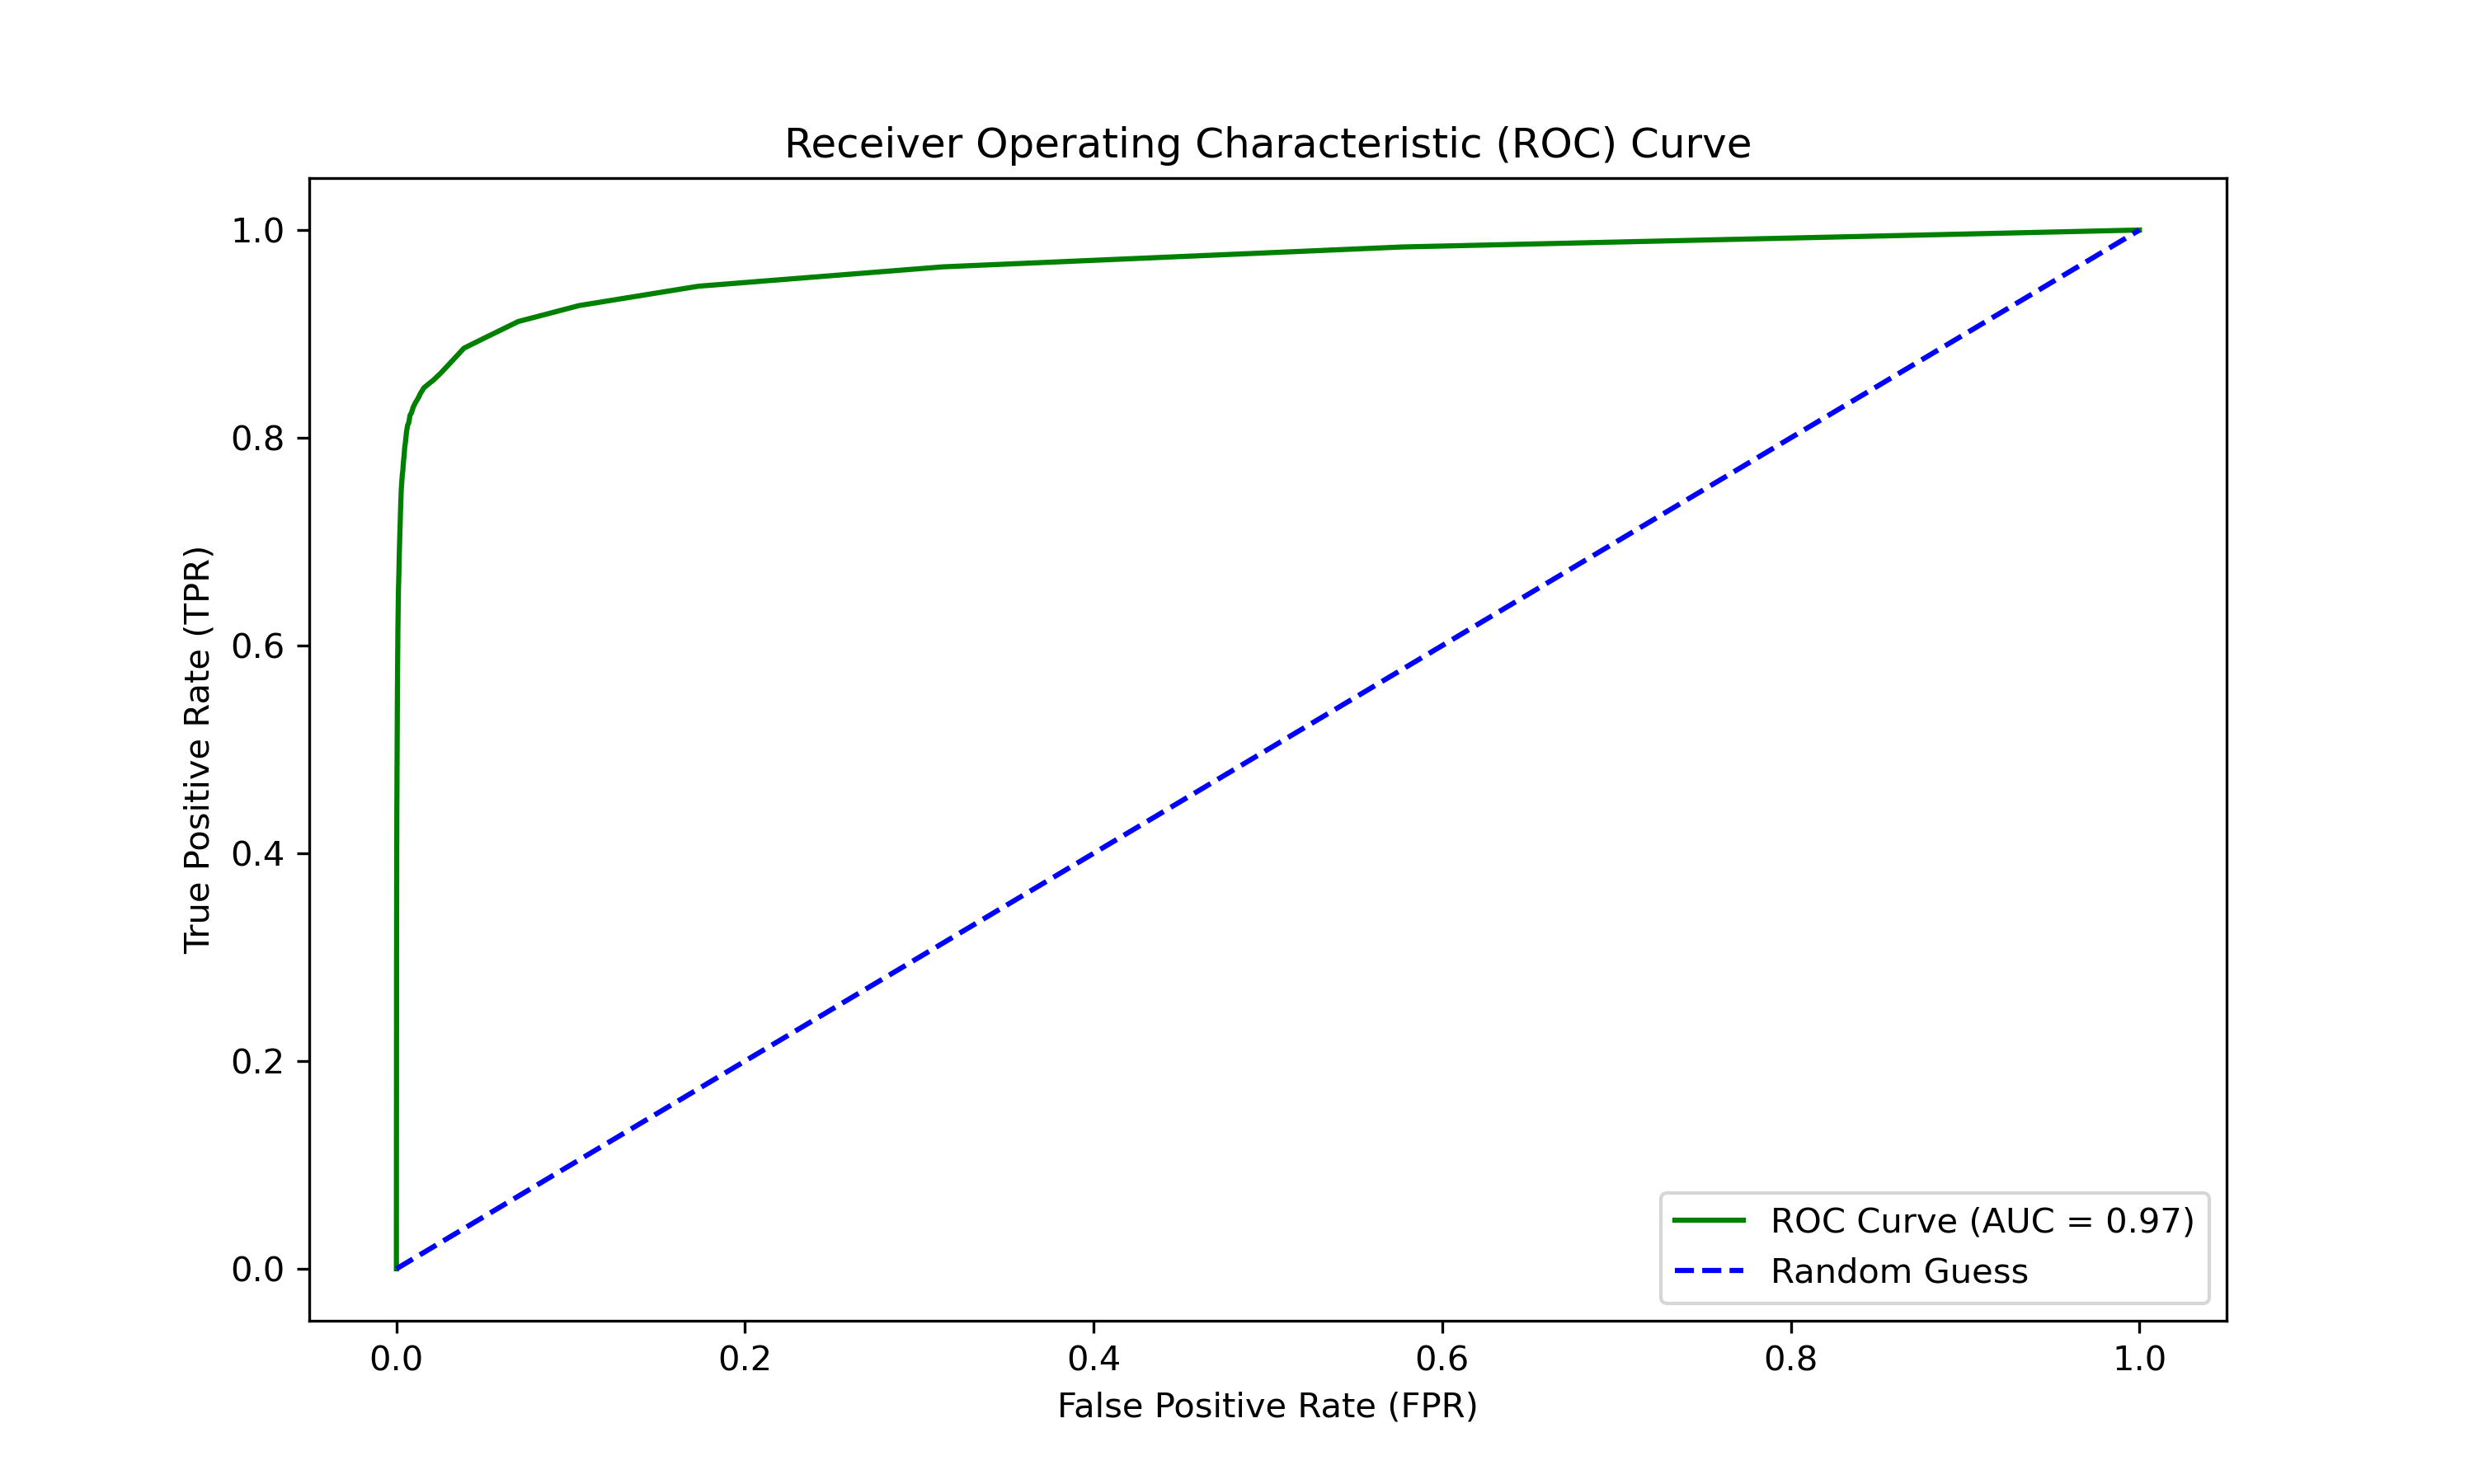 Receiver Operating Characteristic (ROC) Curve
True Positive Rate (TPR)
1.0
0.8
0.6
0.4
0.2
0.0
ROC Curve (AUC = 0.97)
Random Guess
0.0 0.2 0.4 0.6 0.8 1.0
False Positive Rate (FPR)